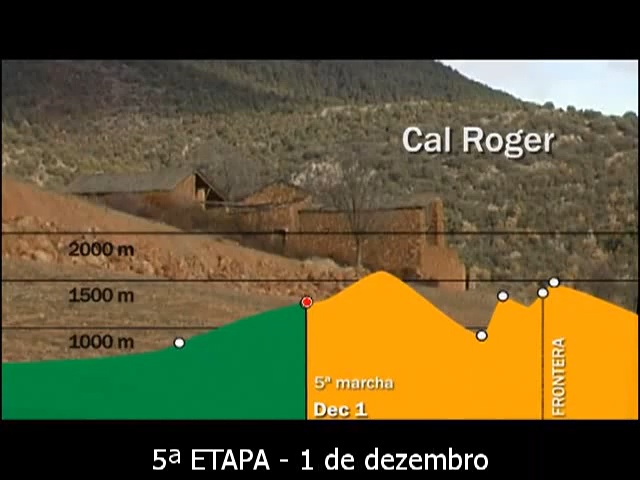 Cal Roger
2000 m
1500 m
1000 m
5ª marcha
Dec 1
FRONTERA
5ª ETAPA - 1 de dezembro